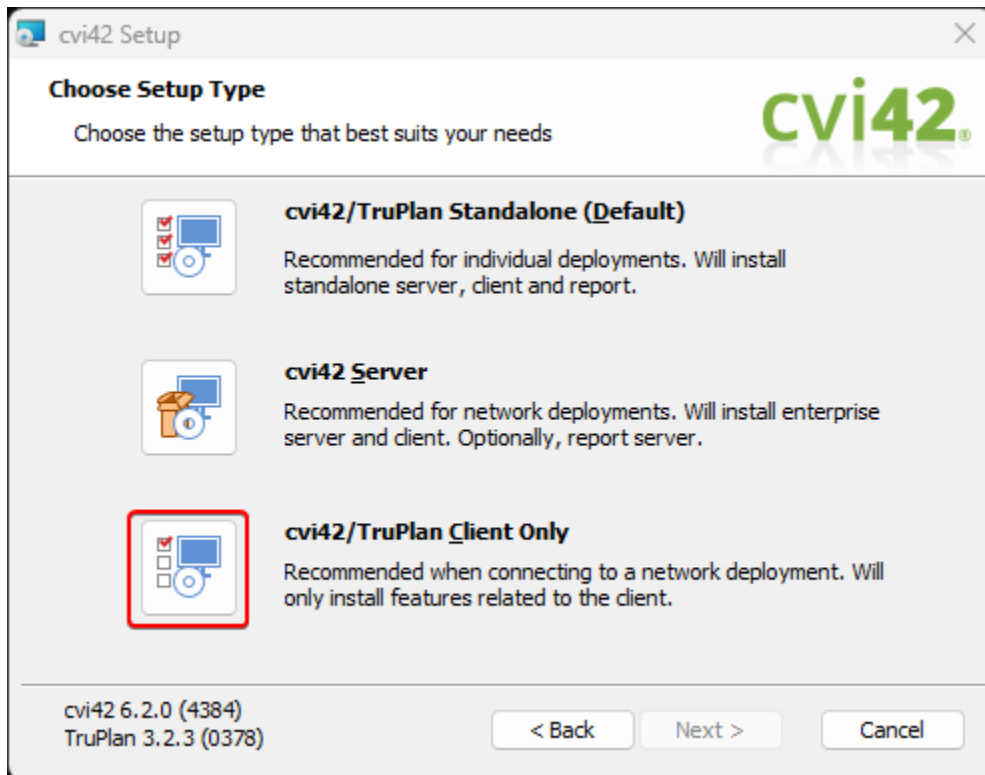 cvi42 Setup
Choose Setup Type
Choose the setup type that best suits your needs
cvi42®
cvi42/TruPlan Standalone (Default)
Recommended for individual deployments. Will install
standalone server, client and report.
cvi42 Server
Recommended for network deployments. Will install enterprise
server and client. Optionally, report server.
cvi42/TruPlan Client Only
Recommended when connecting to a network deployment. Will
only install features related to the client.
cvi42 6.2.0 (4384)
TruPlan 3.2.3 (0378)
< Back
Next >
Cancel